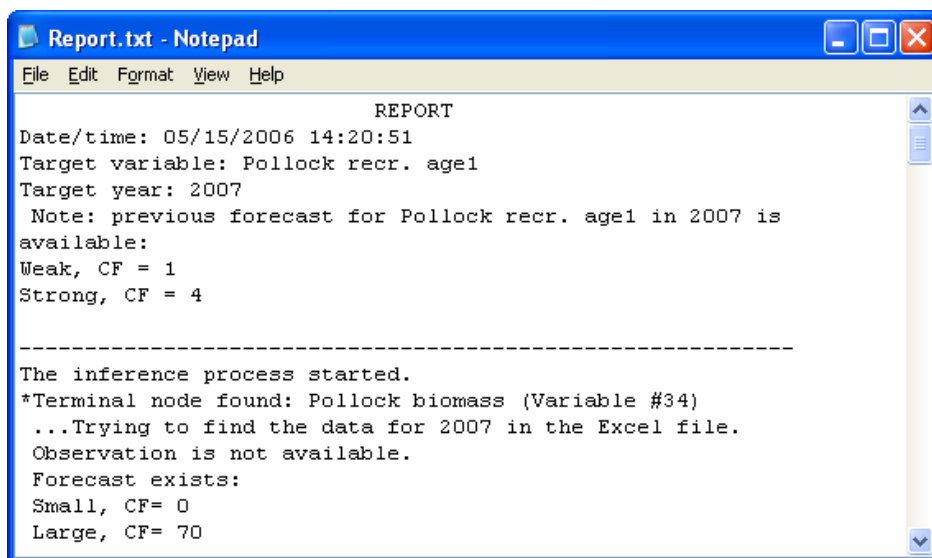 Report.txt - Notepad
File Edit Format View Help
REPORT
Date/time: 05/15/2006 14:20:51
Target variable: Pollock recr. age1
Target year: 2007
Note: previous forecast for Pollock recr. age1 in 2007 is
available:
Weak, CF = 1
Strong, CF = 4
-----------------------------------------------------------
The inference process started.
*Terminal node found: Pollock biomass (Variable #34)
...Trying to find the data for 2007 in the Excel file.
Observation is not available.
Forecast exists:
Small, CF= 0
Large, CF= 70